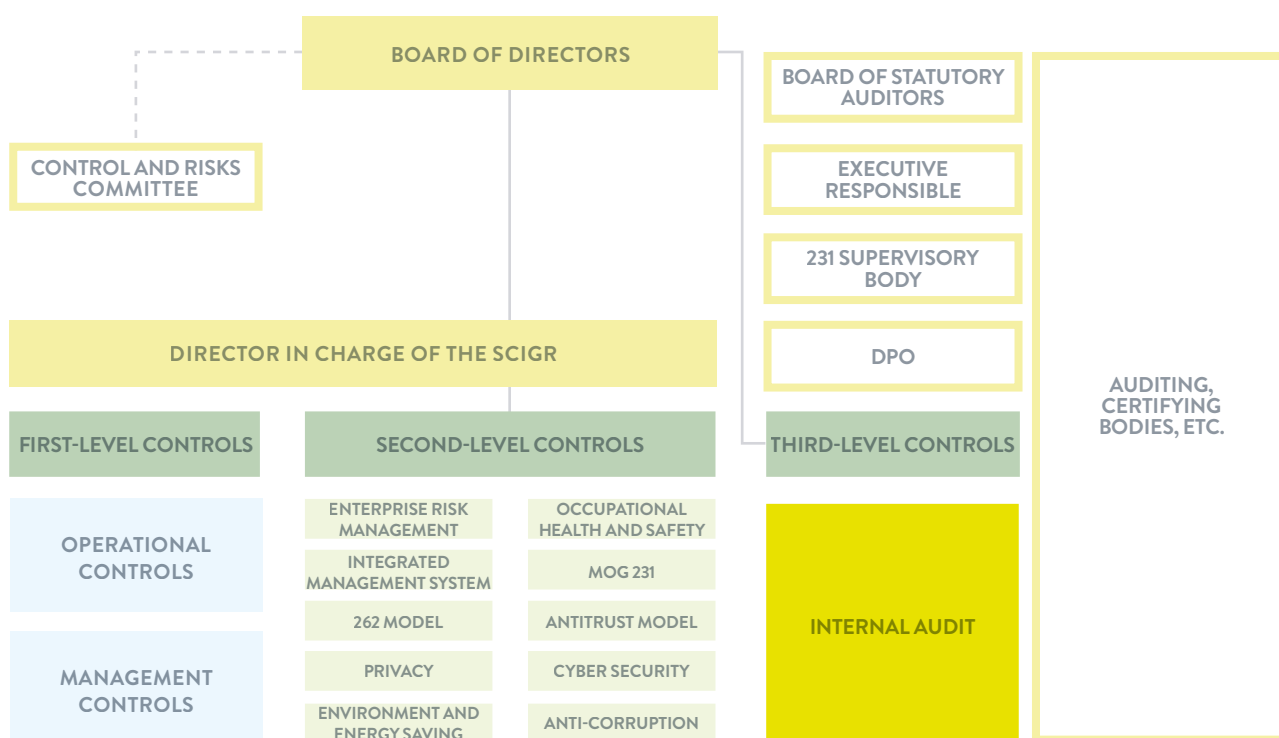 BOARD OF DIRECTORS
BOARD OF STATUTORY
AUDITORS
CONTROL AND RISKS
COMMITTEE
EXECUTIVE
RESPONSIBLE
231 SUPERVISORY
BODY
DIRECTOR IN CHARGE OF THE SCIGR
DPO
AUDITING,
CERTIFYING
BODIES, ETC.
FIRST-LEVEL CONTROLS
SECOND-LEVEL CONTROLS
THIRD-LEVEL CONTROLS
OPERATIONAL
CONTROLS
MANAGEMENT
CONTROLS
ENTERPRISE RISK
MANAGEMENT
INTEGRATED
MANAGEMENT SYSTEM
262 MODEL
PRIVACY
ENVIRONMENT AND
ENERGY SAVING
OCCUPATIONAL
HEALTH AND SAFETY
MOG 231
ANTITRUST MODEL
CYBER SECURITY
ANTI-CORRUPTION
INTERNAL AUDIT